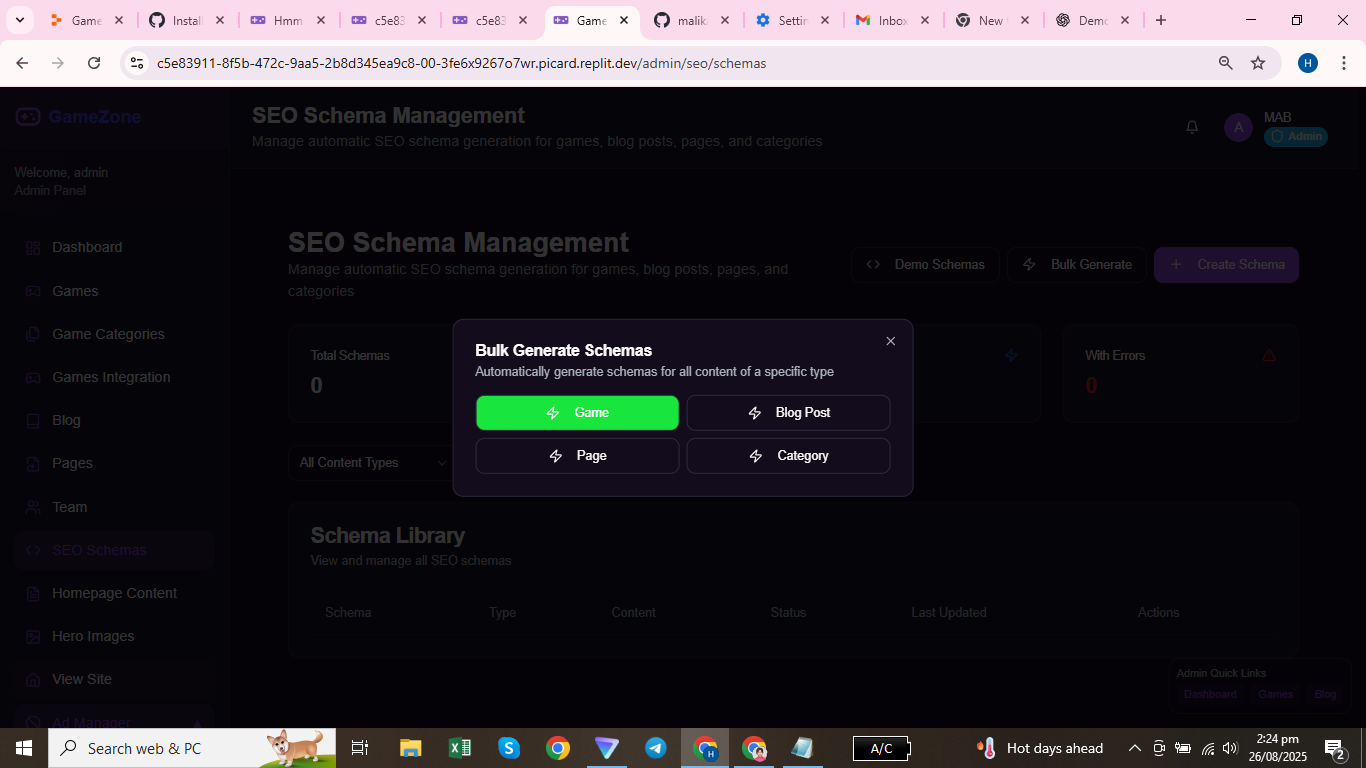 Game
Install
Hmm
c5e83
c5e83
Game
malik
Settin
Inbox
New
Demo
c5e83911-8f5b-472c-9aa5-2b8d345ea9c8-00-3fe6x9267o7wr.picard.replit.dev/admin/seo/schemas
H
GameZone
SEO Schema Management
Manage automatic SEO schema generation for games, blog posts, pages, and categories
A
MAB
Admin
Welcome, admin
Admin Panel
Dashboard
Games
Game Categories
Games Integration
Blog
Pages
Team
SEO Schemas
Homepage Content
Hero Images
View Site
Ad Manager
SEO Schema Management
Manage automatic SEO schema generation for games, blog posts, pages, and
categories
Demo Schemas
Bulk Generate
Create Schema
Total Schemas
0
With Errors
0
All Content Types
Bulk Generate Schemas
Automatically generate schemas for all content of a specific type
Game
Blog Post
Page
Category
Schema Library
View and manage all SEO schemas
Schema Type Content Status Last Updated Actions
Admin Quick Links
Dashboard Games Blog
Search web & PC
A/C
Hot days ahead
2:24 pm
26/08/2025
2